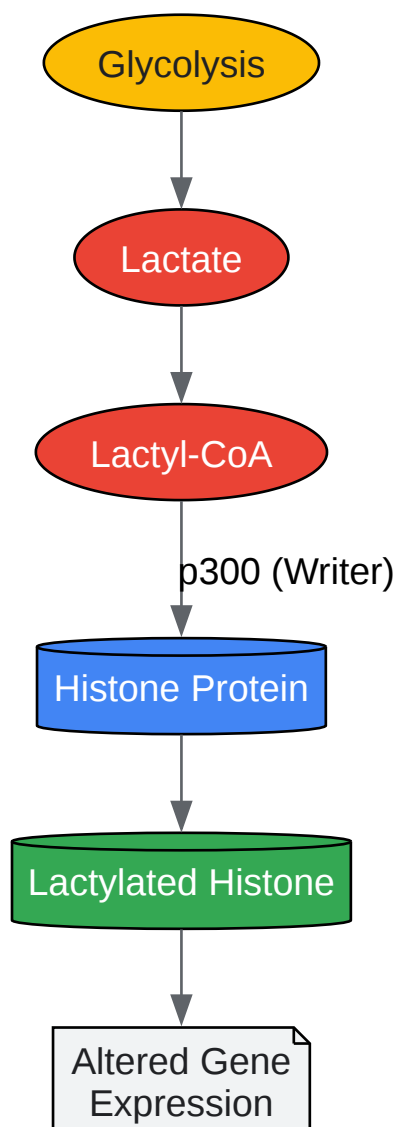 Glycolysis
Lactate
Lactyl-CoA
p300 (Writer)
Histone Protein
Lactylated Histone
Altered Gene
Expression